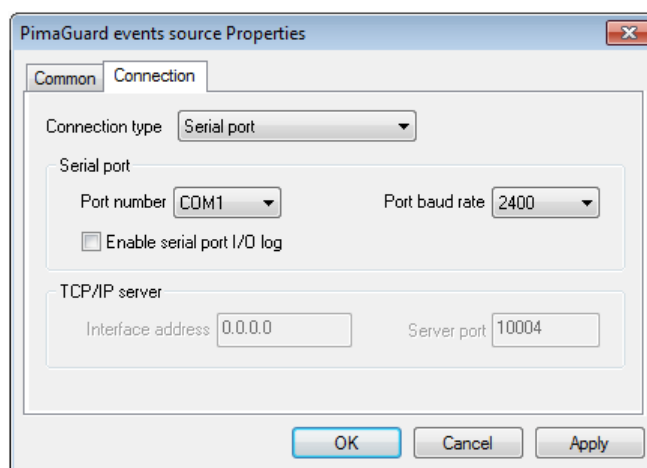 PimaGuard events source Properties
Common Connection
Connection type Serial port
Serial port
Port number COM1 Port baud rate 2400
Enable serial port I/O log
TCP/IP server
Interface address 0.0.0.0 Server port 10004
OK Cancel Apply